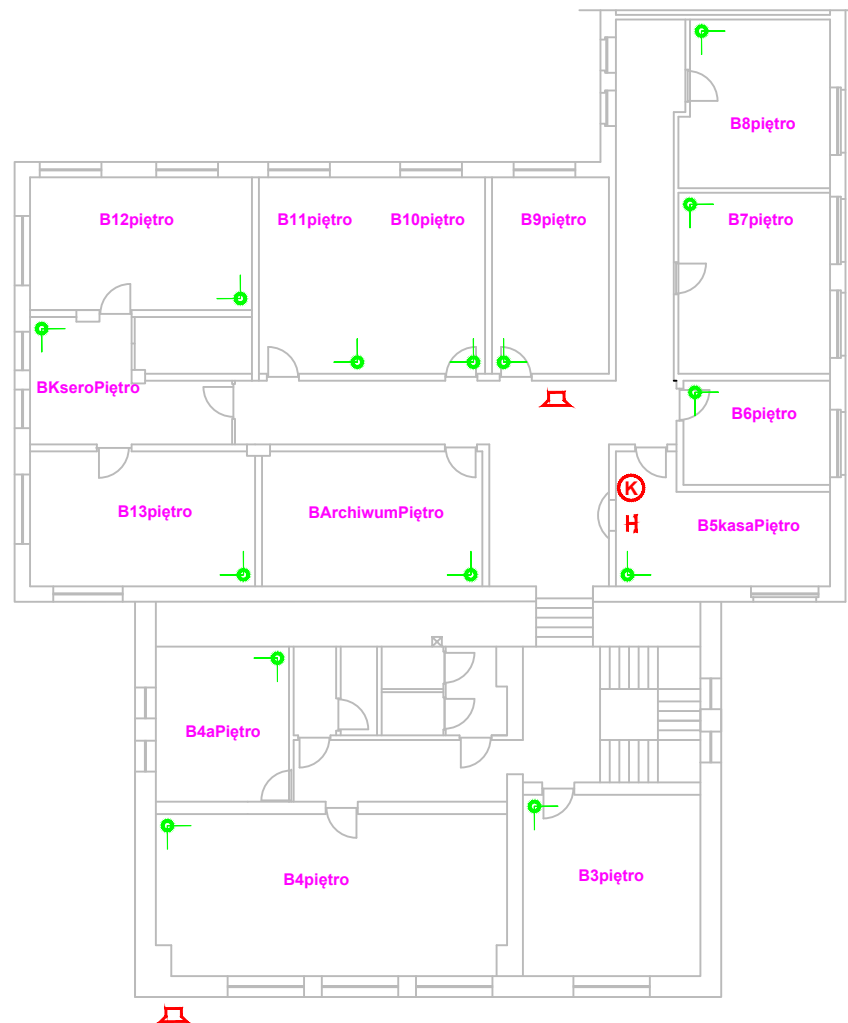 B8piętro
B12piętro
B11piętro
B10piętro
B9piętro
B7piętro
BKseroPiętro
B6piętro
K
B13piętro
BArchiwumPiętro
H
B5kasaPiętro
B4aPiętro
B4piętro
B3piętro